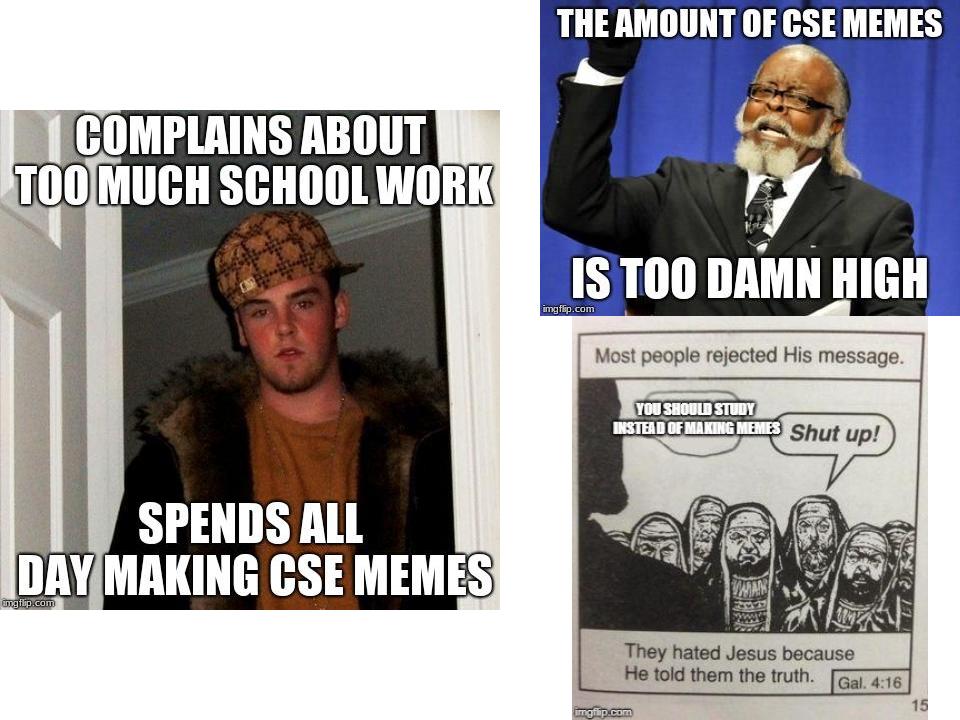 COMPLAINS ABOUT
TOO MUCH SCHOOL WORK
SPENDS ALL
DAY MAKING CSE MEMES
imgflip.com
THE AMOUNT OF CSE MEMES
IS TOO DAMN HIGH
imgflip.com
Most people rejected His message.
YOU SHOULD STUDY
INSTEAD OF MAKING MEMES
Shut up!
They hated Jesus because
He told them the truth.
Gal. 4:16
15
imgflip.com